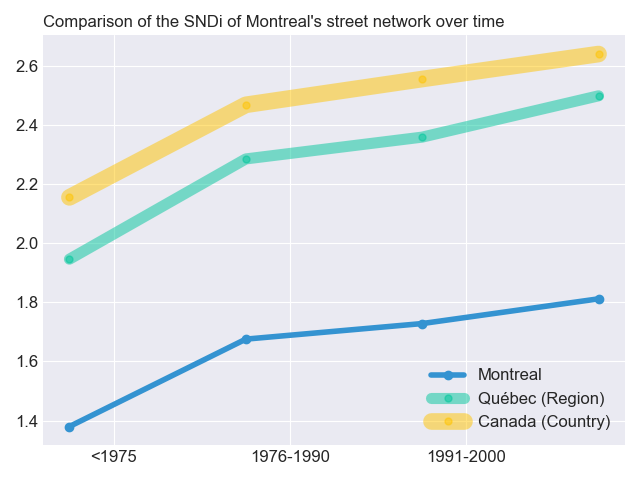 Comparison of the SNDi of Montreal's street network over time
2.6
2.4
2.2
2.0
1.8
1.6
1.4
Montreal
Québec (Region)
Canada (Country)
<1975
1976-1990
1991-2000